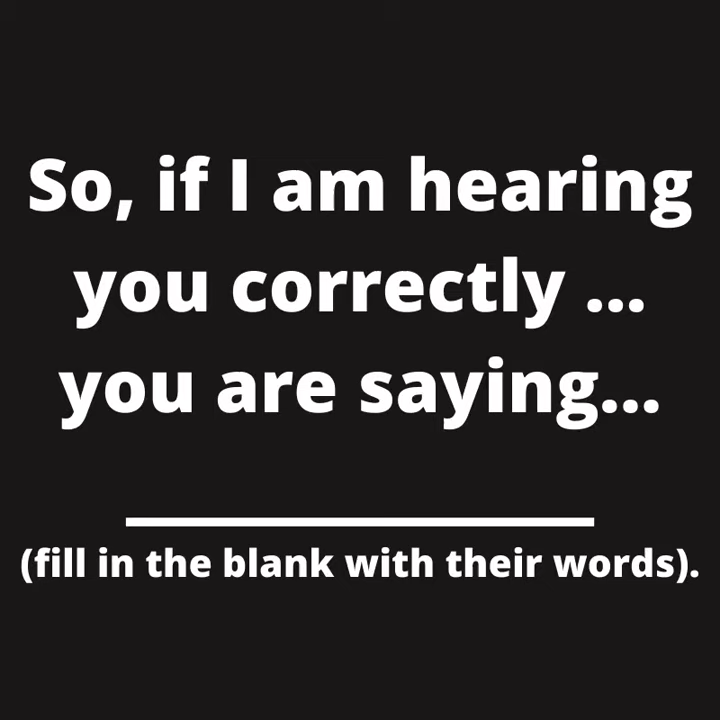 So, if I am hearing
you correctly ...
you are saying...
(fill in the blank with their words).